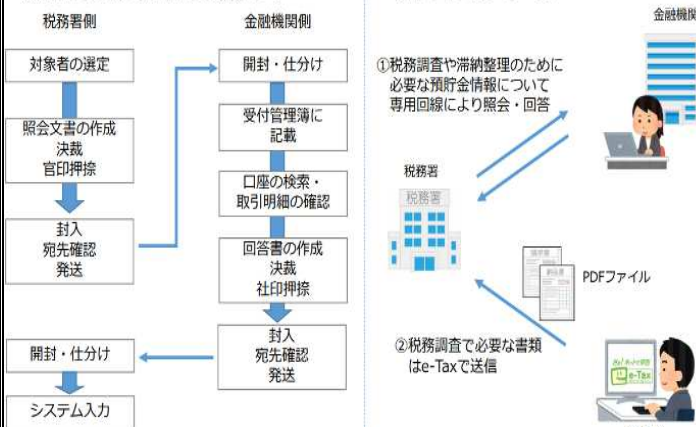 税務署側
対象者の選定
照会文書の作成
決裁
官印押捺
封入
宛先確認
発送
金融機関側
開封・仕分け
受付管理簿に
記載
口座の検索・
取引明細の確認
回答書の作成
決裁
社印押捺
封入
宛先確認
発送
開封・仕分け
システム入力
金融機関
①税務調査や滞納整理のために
必要な預貯金情報について
専用回線により照会・回答
税務署
税務署
PDFファイル
②税務調査で必要な書類
はe-Taxで送信
e-Tax